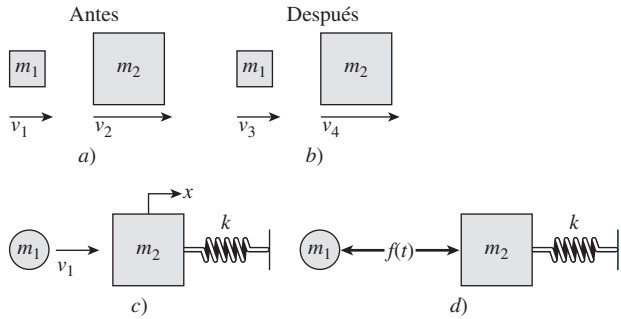 Antes Después
m1 m2 m1 m2
v1 v2 v3 v4
a) b)
x
k k
m1 v1 m2 m1 f(t) m2
c) d)